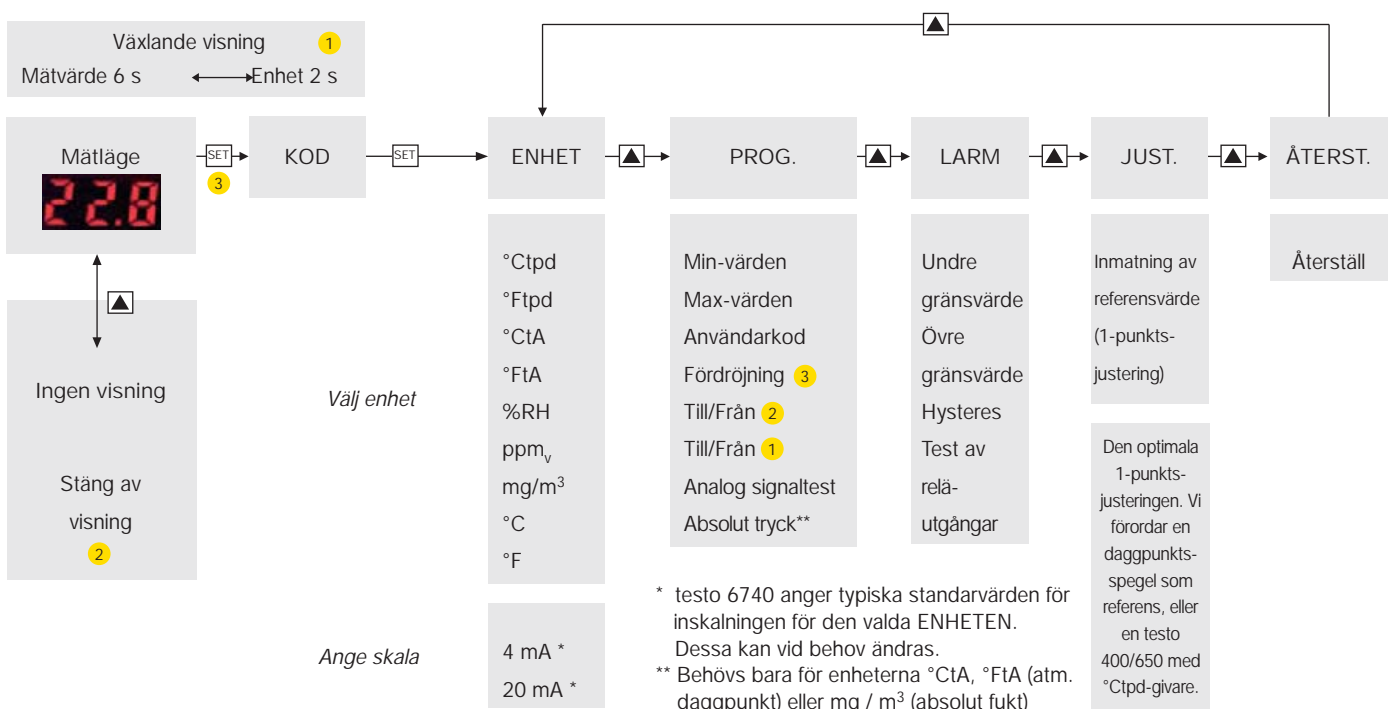 Växlande visning 1
Mätvärde 6 s Enhet 2 s
Mätläge
22.8
SET
3
KOD
SET
ENHET
▲
PROG.
▲
LARM
▲
JUST.
▲
ÅTERST.
▲
▲
Ingen visning
Stäng av
visning
2
Välj enhet
°Ctpd
°Ftpd
°CtA
°FtA
%RH
ppmᵥ
mg/m³
°C
°F
Ange skala
4 mA *
20 mA *
Min-värden
Max-värden
Användarkod
Fördröjning 3
Till/Från 2
Till/Från 1
Analog signaltest
Absolut tryck**
Undre
gränsvärde
Övre
gränsvärde
Hysteres
Test av
relä-
utgångar
Inmatning av
referensvärde
(1-punkts-
justering)
Den optimala
1-punkts-
justeringen. Vi
förordar en
daggpunkts-
spegel som
referens, eller
en testo
400/650 med
°Ctpd-givare.
Återställ
* testo 6740 anger typiska standarvärden för
inskalningen för den valda ENHETEN.
Dessa kan vid behov ändras.
** Behövs bara för enheterna °CtA, °FtA (atm.
daggpunkt) eller mg / m³ (absolut fukt)